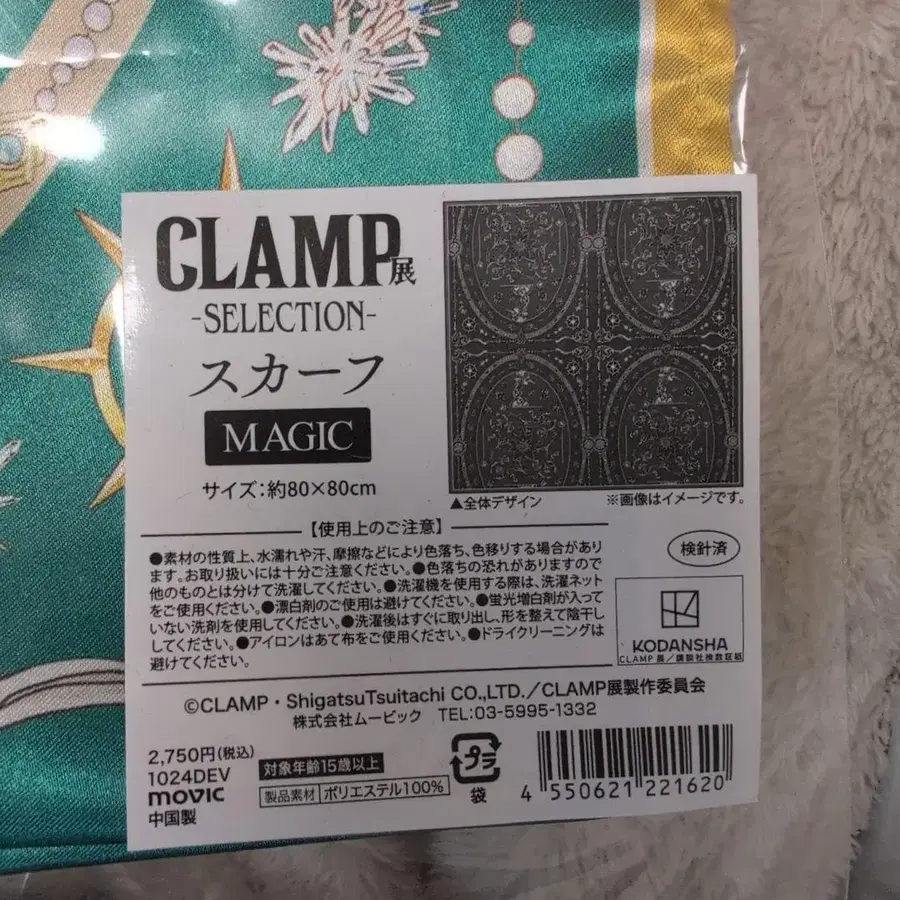 CLAMP展
-SELECTION-
スカーフ
MAGIC
サイズ：約80×80cm
▲全体デザイン
※画像はイメージです。
【使用上のご注意】
●素材の性質上、水濡れや汗、摩擦などにより色落ち、色移りする場合があり
ます。お取り扱いには十分ご注意ください。●色落ちの恐れがありますので
他のものとは分けて洗濯してください。●洗濯機を使用する際は、洗濯ネット
をご使用ください。●漂白剤のご使用は避けてください。●蛍光増白剤が入って
いない洗剤を使用してください。●洗濯後はすぐに取り出し、形を整えて陰干し
してください。●アイロンはあて布をご使用ください。●ドライクリーニングは
避けてください。
検針済
KODANSHA
CLAMP展／講談社検数証紙
©CLAMP・ShigatsuTsuitachi CO.,LTD.／CLAMP展製作委員会
株式会社ムービック TEL:03-5995-1332
2,750円(税込)
1024DEV
movic
中国製
対象年齢15歳以上
製品素材 ポリエステル100%
プラ
袋
4 550621 221620